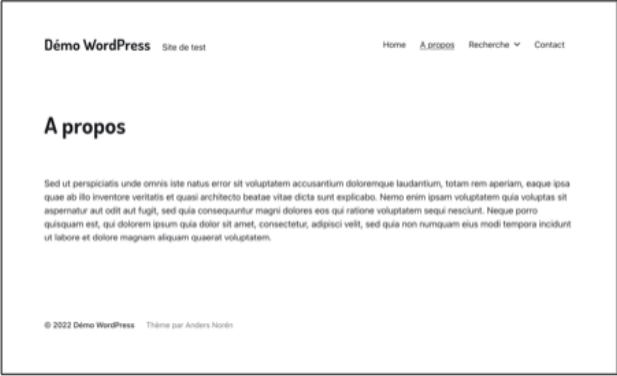 Démo WordPress Site de test Home A propos Recherche Contact
A propos
Sed ut perspiciatis unde omnis iste natus error sit voluptatem accusantium doloremque laudantium, totam rem aperiam, eaque ipsa
quae ab illo inventore veritatis et quasi architecto beatae vitae dicta sunt explicabo. Nemo enim ipsam voluptatem quia voluptas sit
aspernatur aut odit aut fugit, sed quia consequuntur magni dolores eos qui ratione voluptatem sequi nesciunt. Neque porro
quisquam est, qui dolorem ipsum quia dolor sit amet, consectetur, adipisci velit, sed quia non numquam eius modi tempora incidunt
ut labore et dolore magnam aliquam quaerat voluptatem.
© 2022 Démo WordPress Thème par Anders Norén